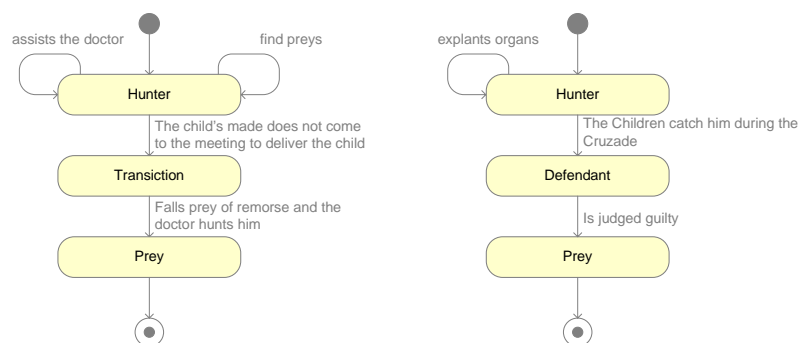 assists the doctor
find preys
Hunter
The child's made does not come
to the meeting to deliver the child
Transiction
Falls prey of remorse and the
doctor hunts him
Prey
explants organs
Hunter
The Children catch him during the
Cruzade
Defendant
Is judged guilty
Prey